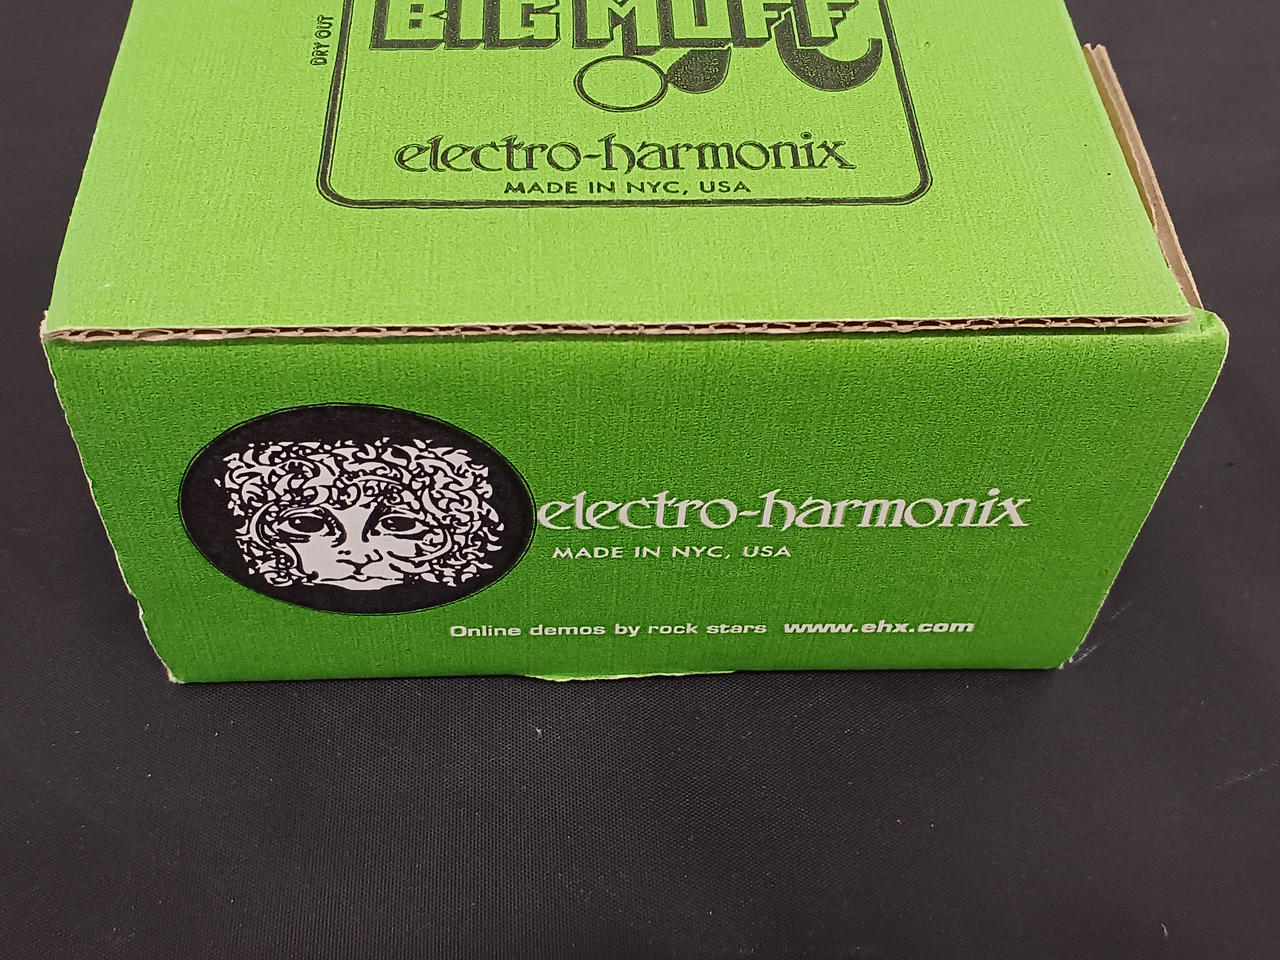 DRY OUT
BIG MUFF
electro-harmonix
MADE IN NYC, USA
electro-harmonix
MADE IN NYC, USA
Online demos by rock stars www.ehx.com